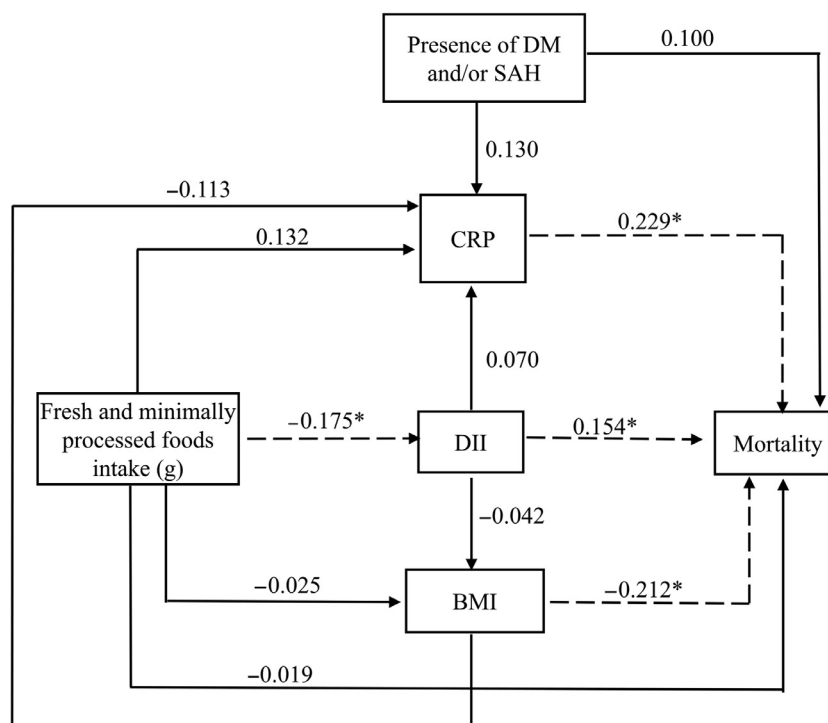 Presence of DM
and/or SAH
0.100
0.130
−0.113
0.132
CRP
0.229*
0.070
Fresh and minimally
processed foods
intake (g)
−0.175*
DII
0.154*
Mortality
−0.042
−0.025
BMI
−0.212*
−0.019